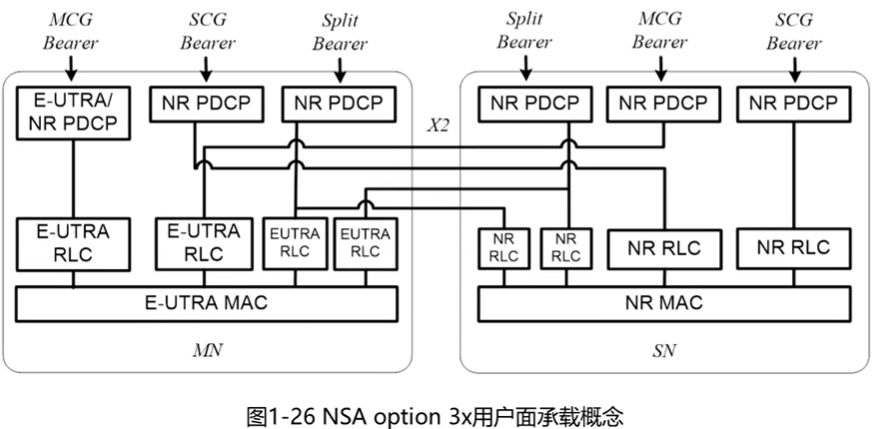 MCG Bearer
SCG Bearer
Split Bearer
Split Bearer
MCG Bearer
SCG Bearer
E-UTRA/
NR PDCP
NR PDCP
NR PDCP
X2
NR PDCP
NR PDCP
NR PDCP
E-UTRA
RLC
E-UTRA
RLC
EUTRA
RLC
EUTRA
RLC
NR
RLC
NR
RLC
NR RLC
NR RLC
E-UTRA MAC
NR MAC
MN
SN
图1-26 NSA option 3x用户面承载概念